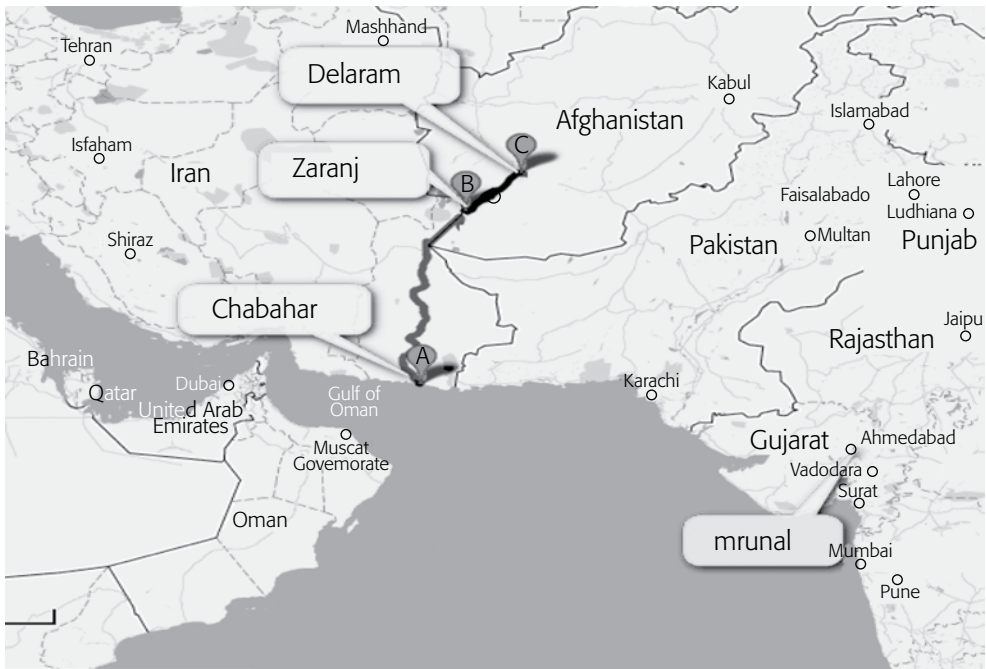 Mashhand
Tehran
Delaram
Kabul
Islamabad
Afghanistan
C
Isfaham
Iran
Zaranj
B
Lahore
Faisalabado
Ludhiana
Shiraz
Pakistan
Multan
Punjab
Chabahar
Jaipu
Rajasthan
A
Bahrain
Karachi
Qatar
Dubai
Gulf of
Oman
United Arab
Emirates
Muscat
Govemorate
Gujarat
Ahmedabad
Vadodara
Surat
Oman
mrunal
Mumbai
Pune